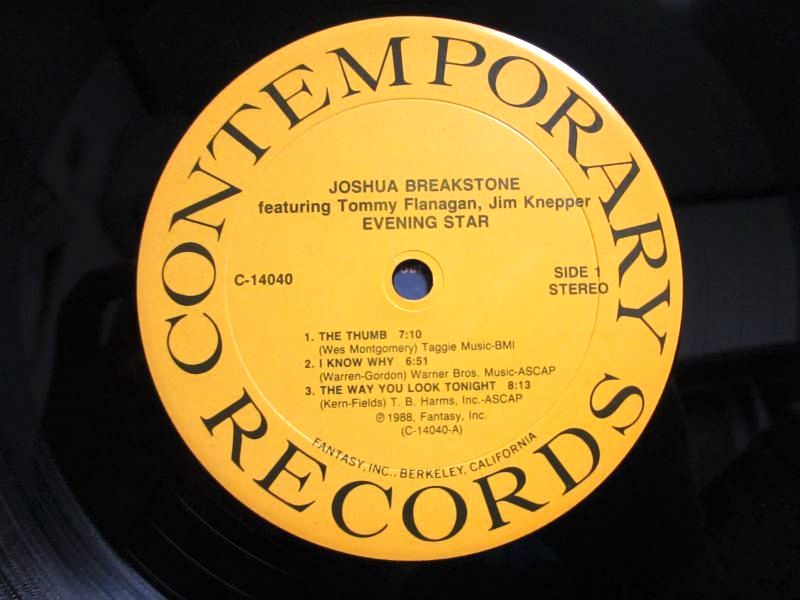 CONTEMPORARY
RECORDS
JOSHUA BREAKSTONE
featuring Tommy Flanagan, Jim Knepper
EVENING STAR
C-14040
SIDE 1
STEREO
1. THE THUMB 7:10
(Wes Montgomery) Taggie Music-BMI
2. I KNOW WHY 6:51
(Warren-Gordon) Warner Bros. Music-ASCAP
3. THE WAY YOU LOOK TONIGHT 8:13
(Kern-Fields) T. B. Harms, Inc.-ASCAP
℗ 1988, Fantasy, Inc.
(C-14040-A)
FANTASY, INC., BERKELEY, CALIFORNIA